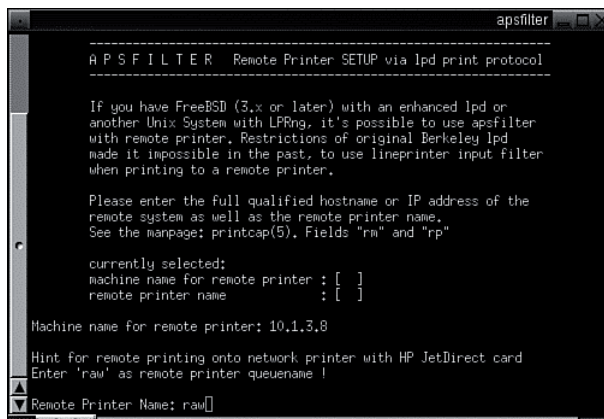 apsfilter
-----------------------------------------------------------------
A P S F I L T E R   Remote Printer SETUP via lpd print protocol
-----------------------------------------------------------------
If you have FreeBSD (3.x or later) with an enhanced lpd or
another Unix System with LPRng, it's possible to use apsfilter
with remote printer. Restrictions of original Berkeley lpd
made it impossible in the past, to use lineprinter input filter
when printing to a remote printer.
Please enter the full qualified hostname or IP address of the
remote system as well as the remote printer name.
See the manpage: printcap(5). Fields "rm" and "rp"
currently selected:
machine name for remote printer : [  ]
remote printer name             : [  ]
Machine name for remote printer: 10.1.3.8
Hint for remote printing onto network printer with HP JetDirect card
Enter 'raw' as remote printer queuename !
Remote Printer Name: raw